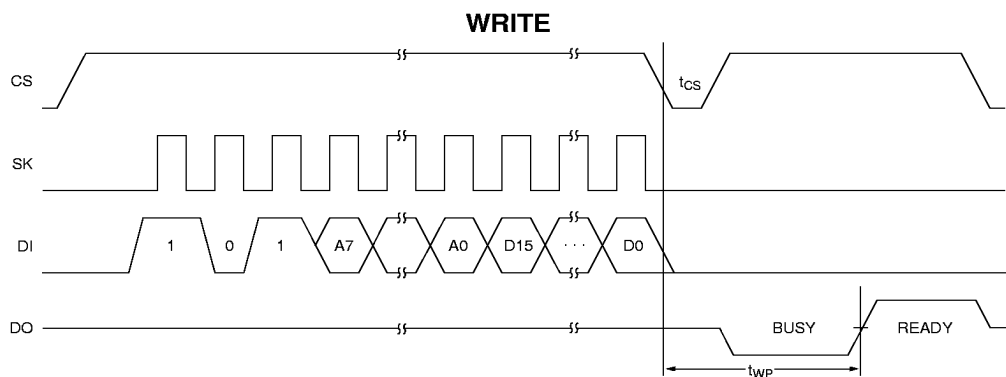 WRITE
CS
tCS
SK
DI 1 0 1 A7 A0 D15 ... D0
DO BUSY READY
tWP